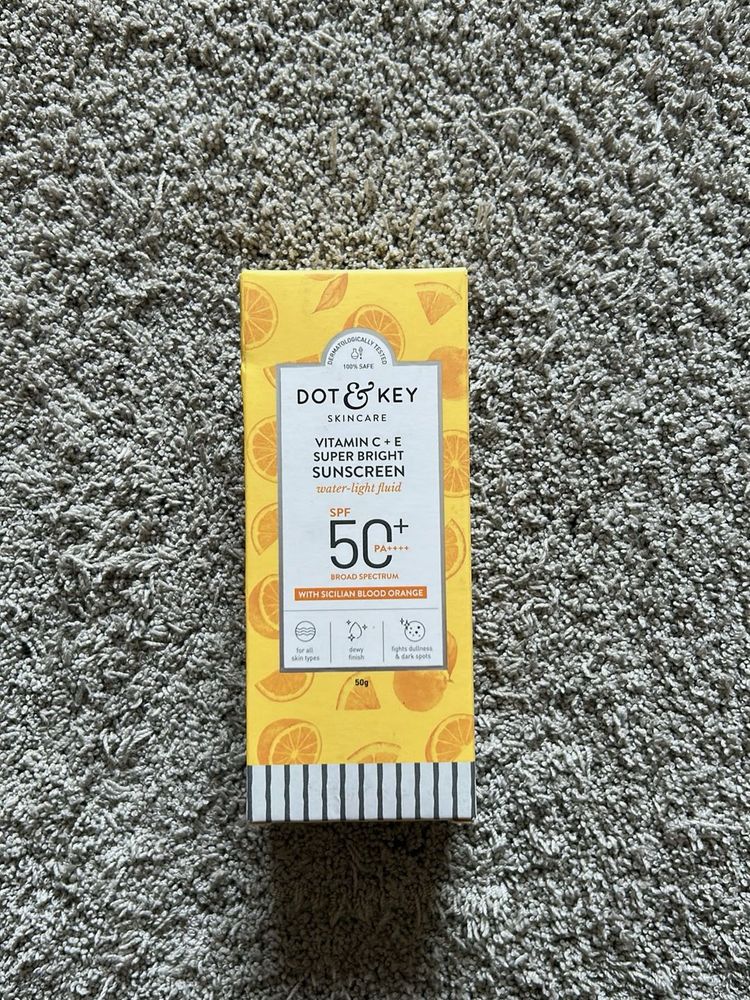 DERMATOLOGICALLY TESTED
100% SAFE
DOT & KEY
SKINCARE
VITAMIN C + E
SUPER BRIGHT
SUNSCREEN
water-light fluid
SPF
50+
PA++++
BROAD SPECTRUM
WITH SICILIAN BLOOD ORANGE
for all
skin types
dewy
finish
fights dullness
& dark spots
50g